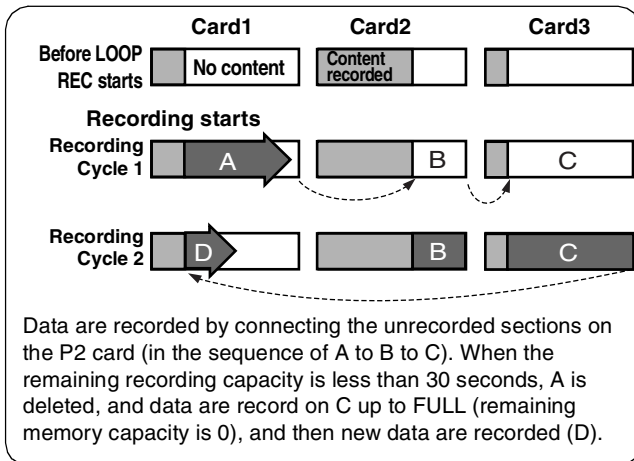 Card1 Card2 Card3
Before LOOP
REC starts
No content
Content
recorded
Recording starts
Recording
Cycle 1
A B C
Recording
Cycle 2
D B C
Data are recorded by connecting the unrecorded sections on
the P2 card (in the sequence of A to B to C). When the
remaining recording capacity is less than 30 seconds, A is
deleted, and data are record on C up to FULL (remaining
memory capacity is 0), and then new data are recorded (D).